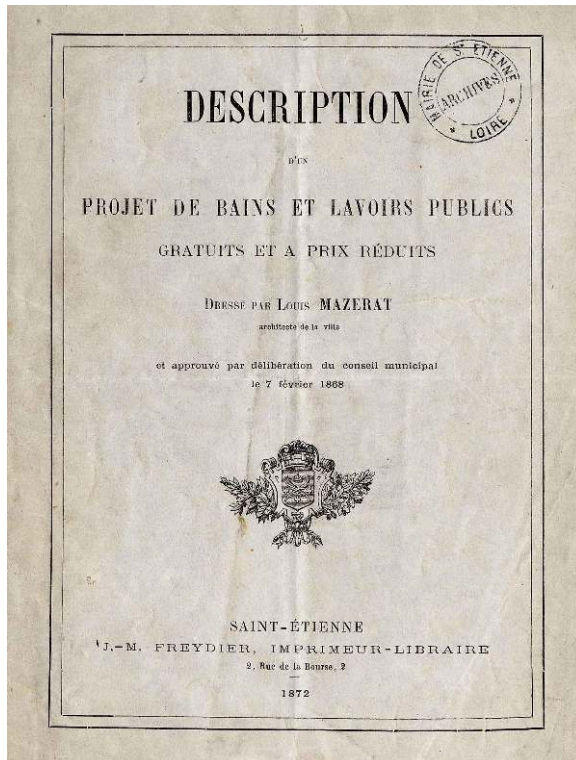 MAIRIE DE St ETIENNE
ARCHIVES
* LOIRE *
DESCRIPTION
D'UN
PROJET DE BAINS ET LAVOIRS PUBLICS
GRATUITS ET A PRIX RÉDUITS
DRESSÉ PAR LOUIS MAZERAT
architecte de la ville
et approuvé par délibération du conseil municipal
le 7 février 1868
SAINT-ÉTIENNE
J.-M. FREYDIER, IMPRIMEUR-LIBRAIRE
2, Rue de la Bourse, 2
1872